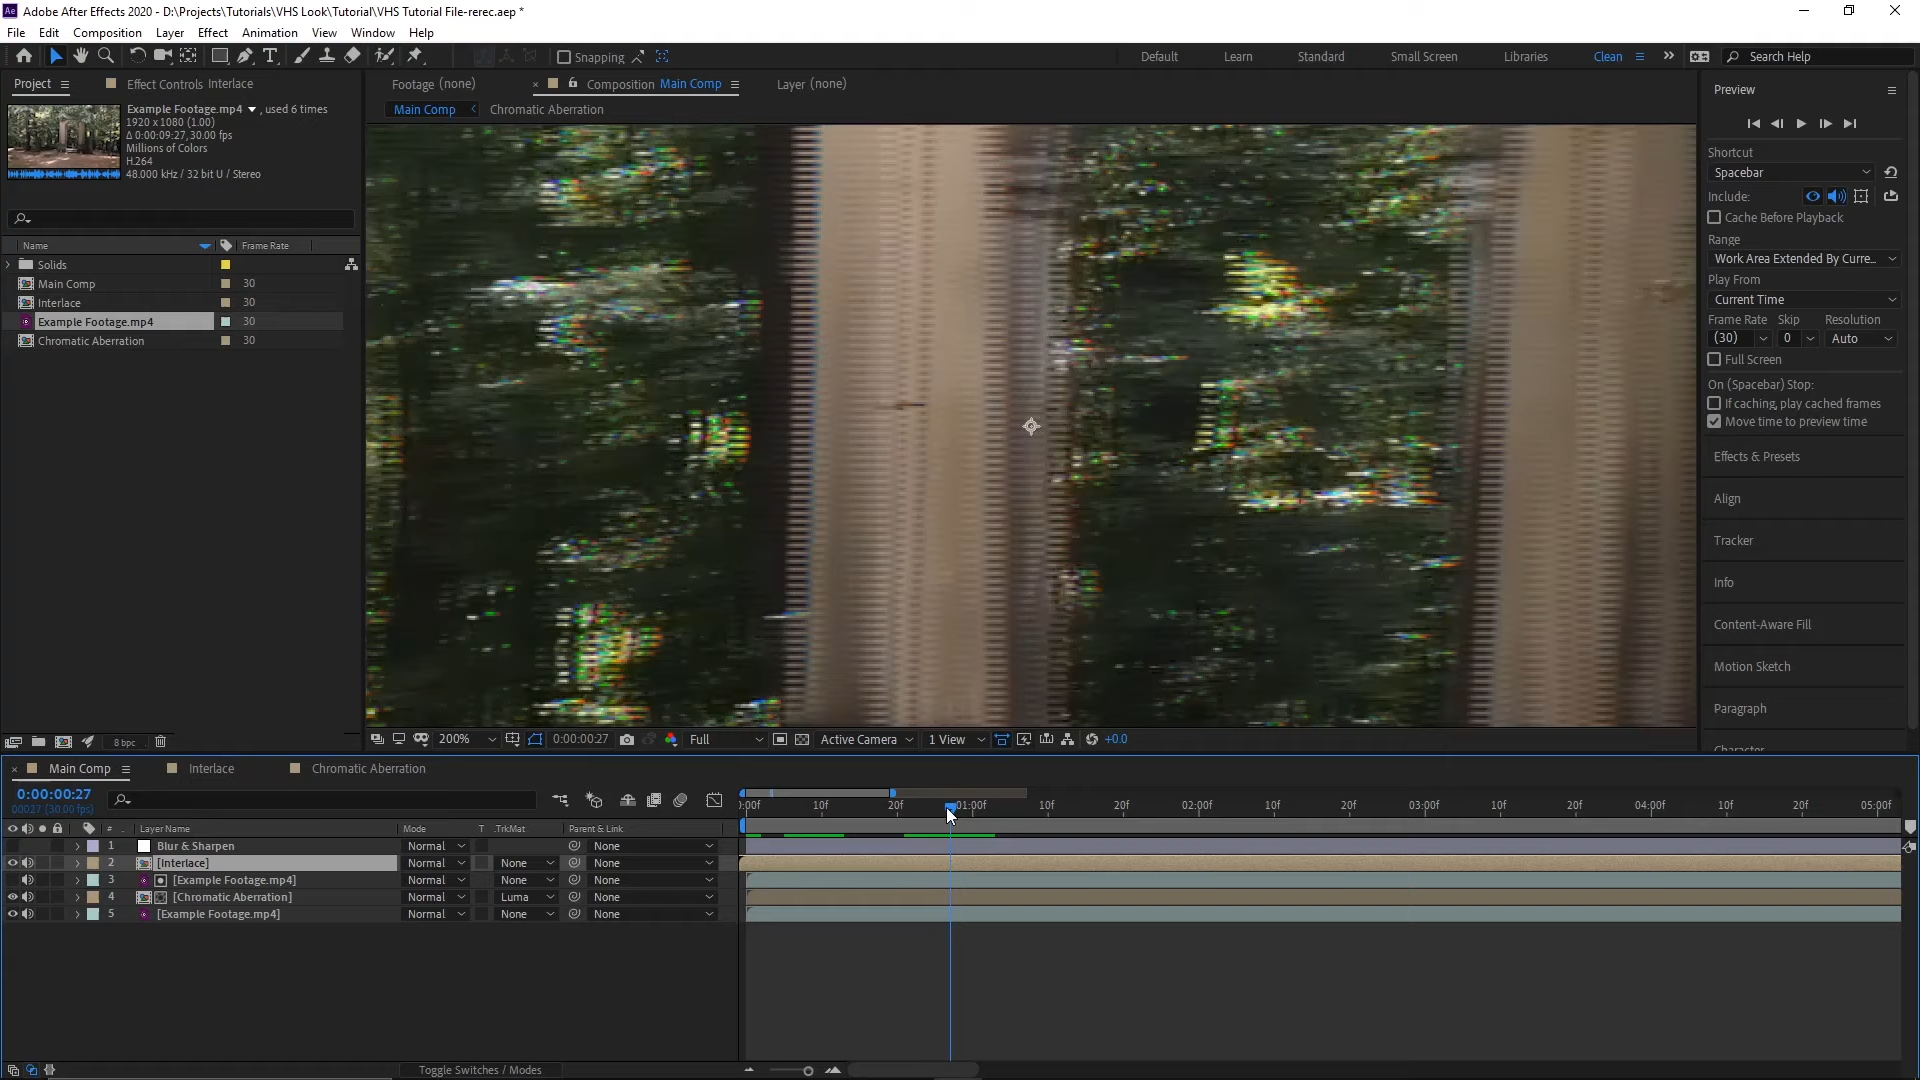 Adobe After Effects 2020 - D:\Projects\Tutorials\VHS Look\Tutorial\VHS Tutorial File-rerec.aep *
File Edit Composition Layer Effect Animation View Window Help
Snapping
Default Learn Standard Small Screen Libraries Clean Search Help
Project Effect Controls Interlace
Footage (none) Composition Main Comp Layer (none)
Main Comp Chromatic Aberration
Example Footage.mp4 , used 6 times
1920 x 1080 (1.00)
Δ 0:00:09:27, 30.00 fps
Millions of Colors
H.264
48.000 kHz / 32 bit U / Stereo
Name Frame Rate
Solids
Main Comp 30
Interlace 30
Example Footage.mp4 30
Chromatic Aberration 30
8 bpc
200% 0:00:00:27 Full Active Camera 1 View +0.0
Preview
Shortcut
Spacebar
Include:
Cache Before Playback
Range
Work Area Extended By Curre...
Play From
Current Time
Frame Rate Skip Resolution
(30) 0 Auto
Full Screen
On (Spacebar) Stop:
If caching, play cached frames
Move time to preview time
Effects & Presets
Align
Tracker
Info
Content-Aware Fill
Motion Sketch
Paragraph
Main Comp Interlace Chromatic Aberration
0:00:00:27
00027 (30.00 fps)
:00f 10f 20f 01:00f 10f 20f 02:00f 10f 20f 03:00f 10f 20f 04:00f 10f 20f 05:00f
# Layer Name Mode T .TrkMat Parent & Link
1 Blur & Sharpen Normal None
2 [Interlace] Normal None None
3 [Example Footage.mp4] Normal None None
4 [Chromatic Aberration] Normal Luma None
5 [Example Footage.mp4] Normal None None
Toggle Switches / Modes